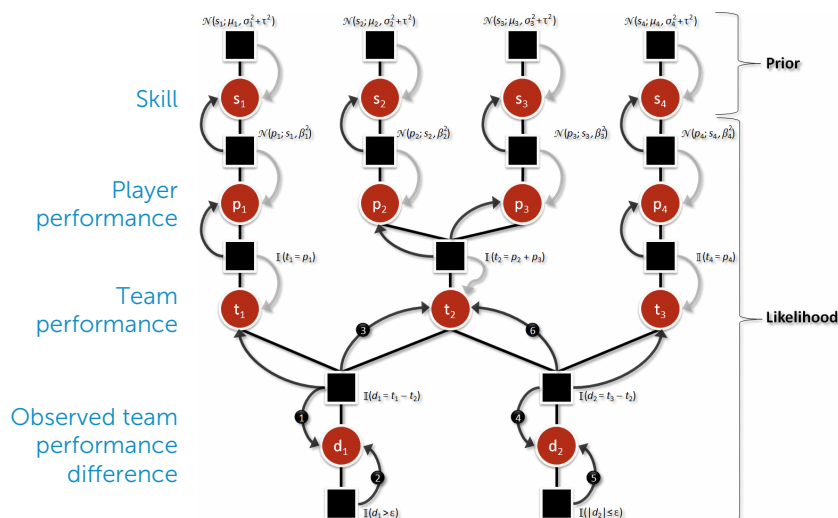 𝒩(s₁; μ₁, σ₁²+τ²) 𝒩(s₂; μ₂, σ₂²+τ²) 𝒩(s₃; μ₃, σ₃²+τ²) 𝒩(s₄; μ₄, σ₄²+τ²)
Prior
Skill s₁ s₂ s₃ s₄
𝒩(p₁; s₁, β₁²) 𝒩(p₂; s₂, β₂²) 𝒩(p₃; s₃, β₃²) 𝒩(p₄; s₄, β₄²)
Player
performance
p₁ p₂ p₃ p₄
𝕀(t₁ = p₁) 𝕀(t₂ = p₂ + p₃) 𝕀(t₄ = p₄)
Team
performance
t₁ t₂ t₃
Likelihood
3 6
𝕀(d₁ = t₁ − t₂) 𝕀(d₂ = t₃ − t₂)
1 4
Observed team
performance
difference
d₁ d₂
2 5
𝕀(d₁ > ε) 𝕀(|d₂| ≤ ε)